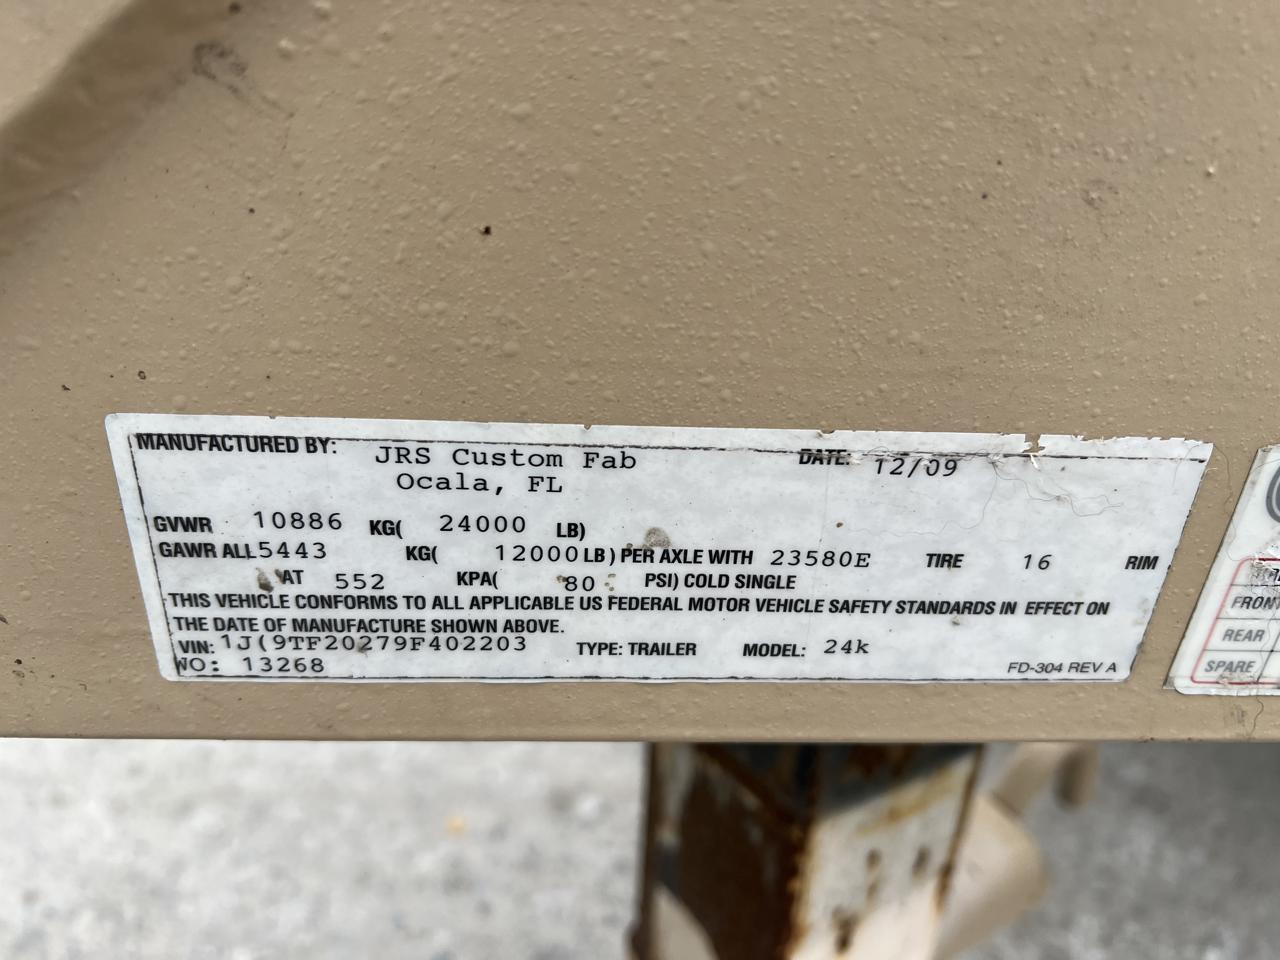 MANUFACTURED BY: JRS Custom Fab DATE: 12/09
Ocala, FL
GVWR 10886 KG( 24000 LB)
GAWR ALL 5443 KG( 12000 LB) PER AXLE WITH 23580E TIRE 16 RIM
AT 552 KPA( 80 PSI) COLD SINGLE
THIS VEHICLE CONFORMS TO ALL APPLICABLE US FEDERAL MOTOR VEHICLE SAFETY STANDARDS IN EFFECT ON
THE DATE OF MANUFACTURE SHOWN ABOVE.
VIN: 1J(9TF20279F402203 TYPE: TRAILER MODEL: 24k
WO: 13268 FD-304 REV A
FRONT
REAR
SPARE